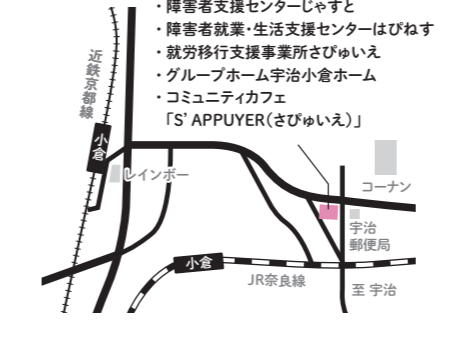 ・障害者支援センターじゃすと
・障害者就業・生活支援センターはぴねす
・就労移行支援事業所さぴゅいえ
・グループホーム宇治小倉ホーム
・コミュニティカフェ
「S' APPUYER（さぴゅいえ）」
近鉄京都線
小倉
レインボー
コーナン
宇治
郵便局
小倉
JR奈良線
至 宇治